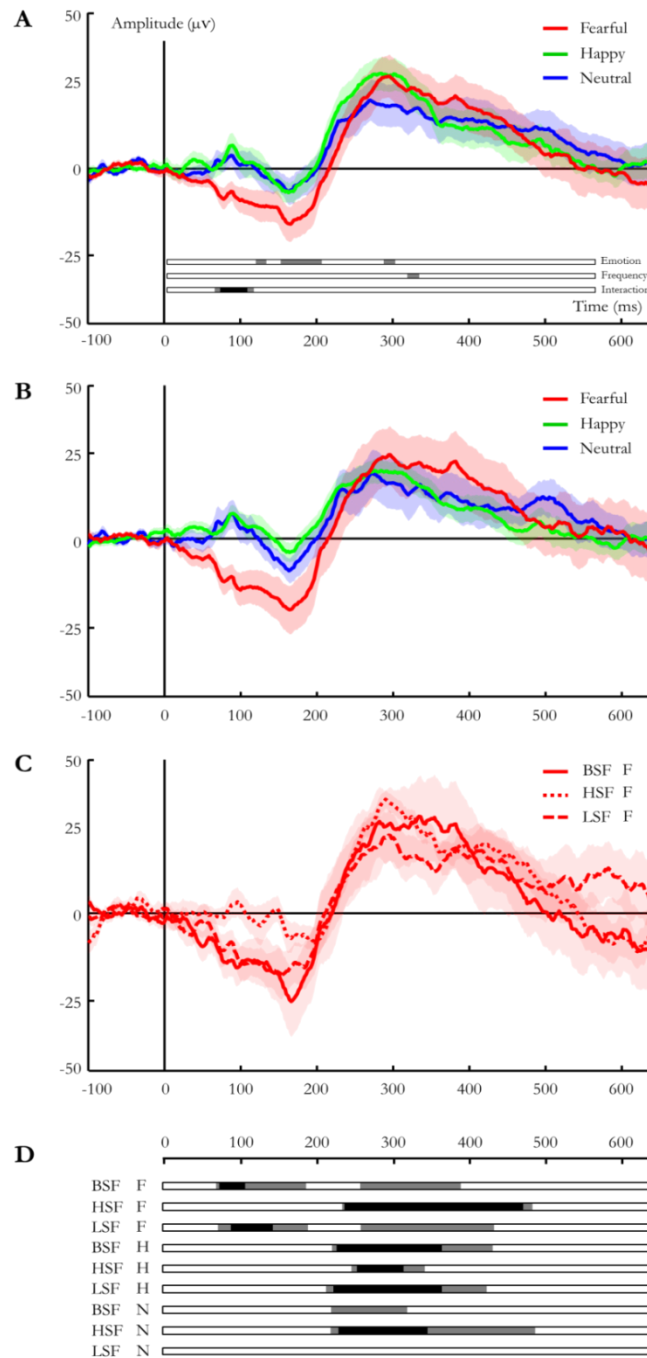 A
Amplitude (μv)
50
25
0
-25
-50
Fearful
Happy
Neutral
Emotion
Frequency
Interaction
Time (ms)
-100 0 100 200 300 400 500 600
B
50
25
0
-25
-50
Fearful
Happy
Neutral
-100 0 100 200 300 400 500 600
C
50
25
0
-25
-50
BSF F
HSF F
LSF F
-100 0 100 200 300 400 500 600
D
0 100 200 300 400 500 600
BSF F
HSF F
LSF F
BSF H
HSF H
LSF H
BSF N
HSF N
LSF N